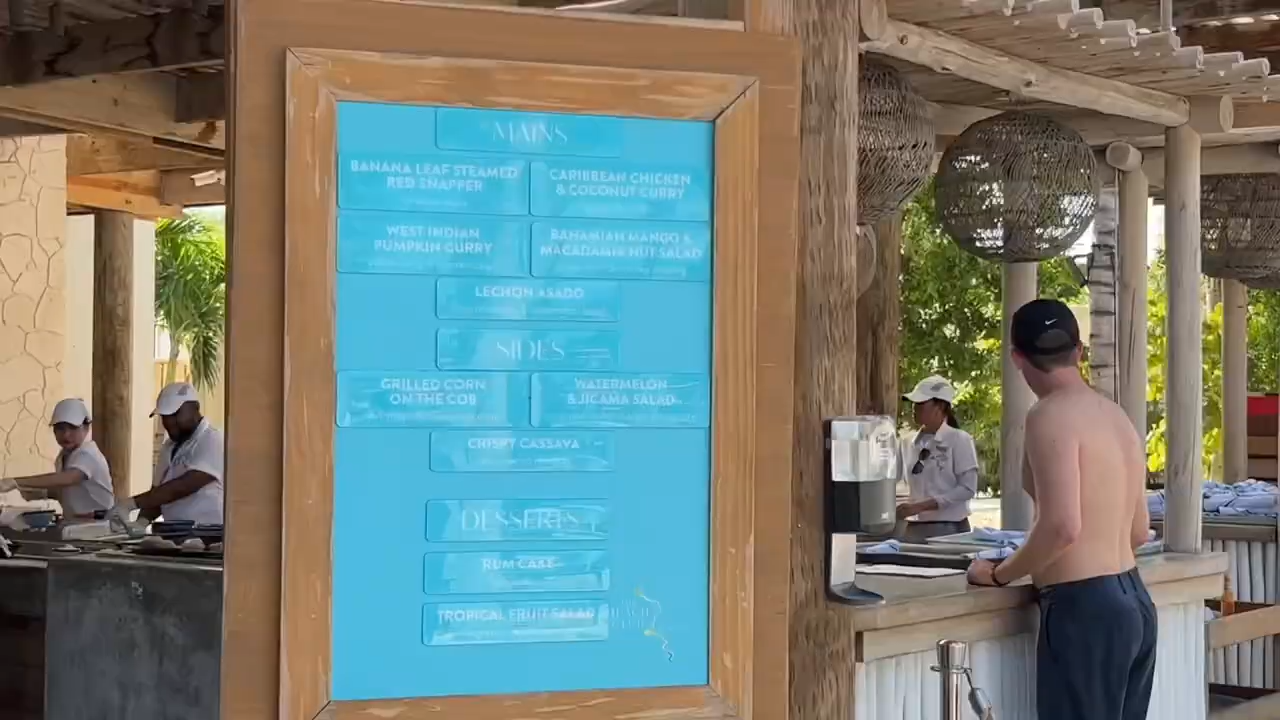 MAINS
BANANA LEAF STEAMED
RED SNAPPER
CARIBBEAN CHICKEN
& COCONUT CURRY
WEST INDIAN
PUMPKIN CURRY
BAHAMIAN MANGO &
MACADAMIA NUT SALAD
LECHON ASADO
SIDES
GRILLED CORN
ON THE COB
WATERMELON
& JICAMA SALAD
CRISPY CASSAVA
DESSERTS
RUM CAKE
TROPICAL FRUIT SALAD